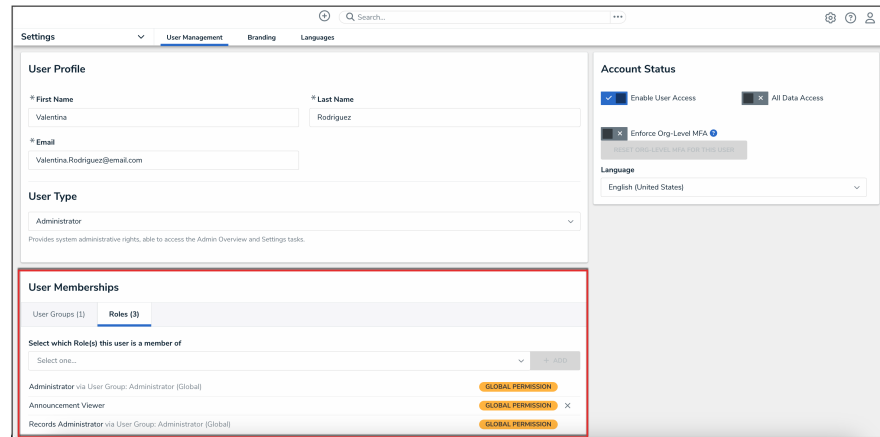 Search...
Settings
User Management
Branding
Languages
User Profile
* First Name
Valentina
* Last Name
Rodriguez
* Email
Valentina.Rodriguez@email.com
User Type
Administrator
Provides system administrative rights, able to access the Admin Overview and Settings tasks.
Account Status
Enable User Access
All Data Access
Enforce Org-Level MFA
RESET ORG-LEVEL MFA FOR THIS USER
Language
English (United States)
User Memberships
User Groups (1)
Roles (3)
Select which Role(s) this user is a member of
Select one...
+ ADD
Administrator via User Group: Administrator (Global) GLOBAL PERMISSION
Announcement Viewer GLOBAL PERMISSION
Records Administrator via User Group: Administrator (Global) GLOBAL PERMISSION